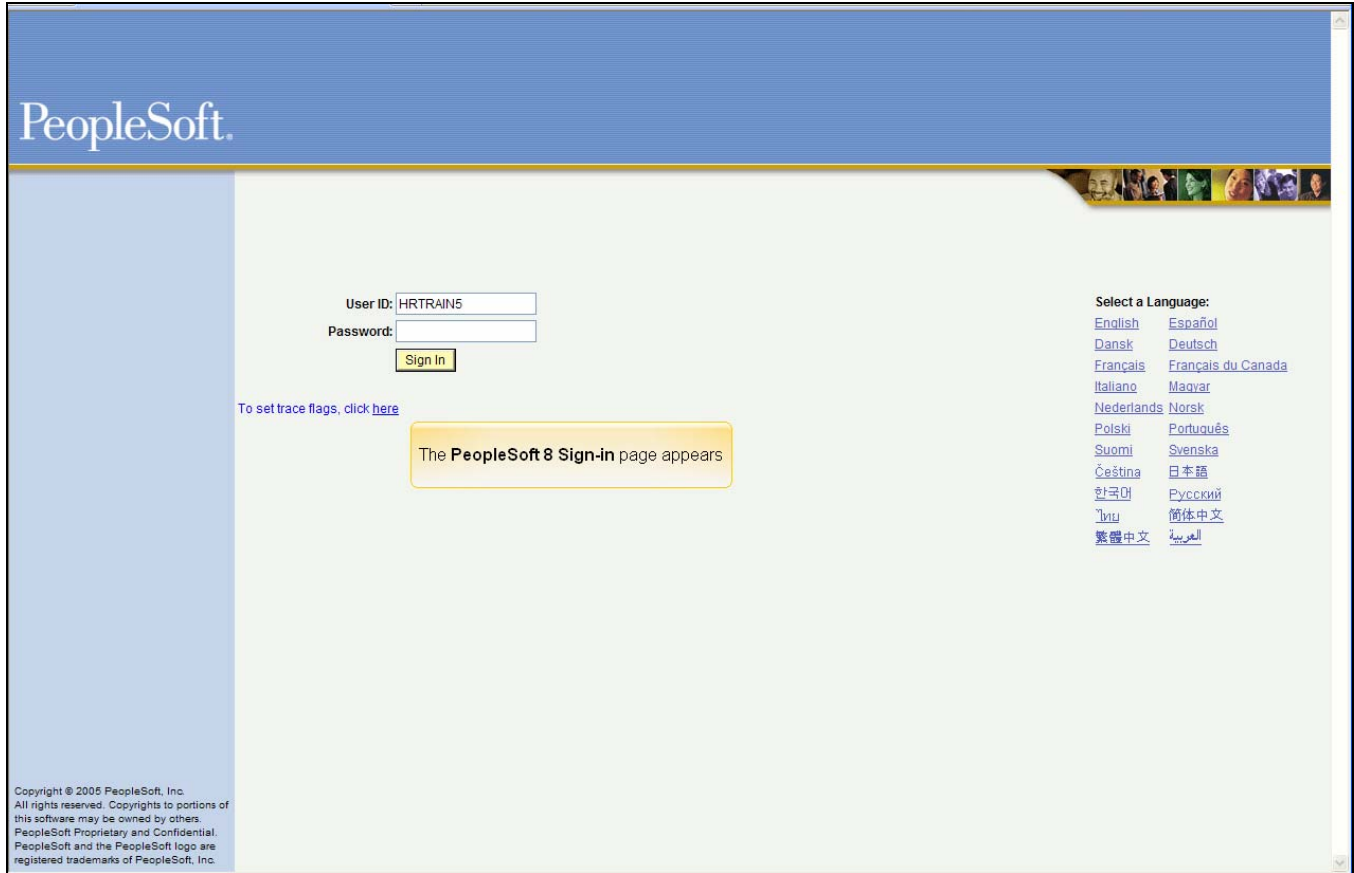 PeopleSoft.
User ID: HRTRAIN5
Password:
Sign In
To set trace flags, click here
The PeopleSoft 8 Sign-in page appears
Select a Language:
English Español
Dansk Deutsch
Français Français du Canada
Italiano Magyar
Nederlands Norsk
Polski Português
Suomi Svenska
Čeština 日本語
한국어 Русский
ไทย 简体中文
繁體中文 العربية
Copyright © 2005 PeopleSoft, Inc.
All rights reserved. Copyrights to portions of
this software may be owned by others.
PeopleSoft Proprietary and Confidential.
PeopleSoft and the PeopleSoft logo are
registered trademarks of PeopleSoft, Inc.